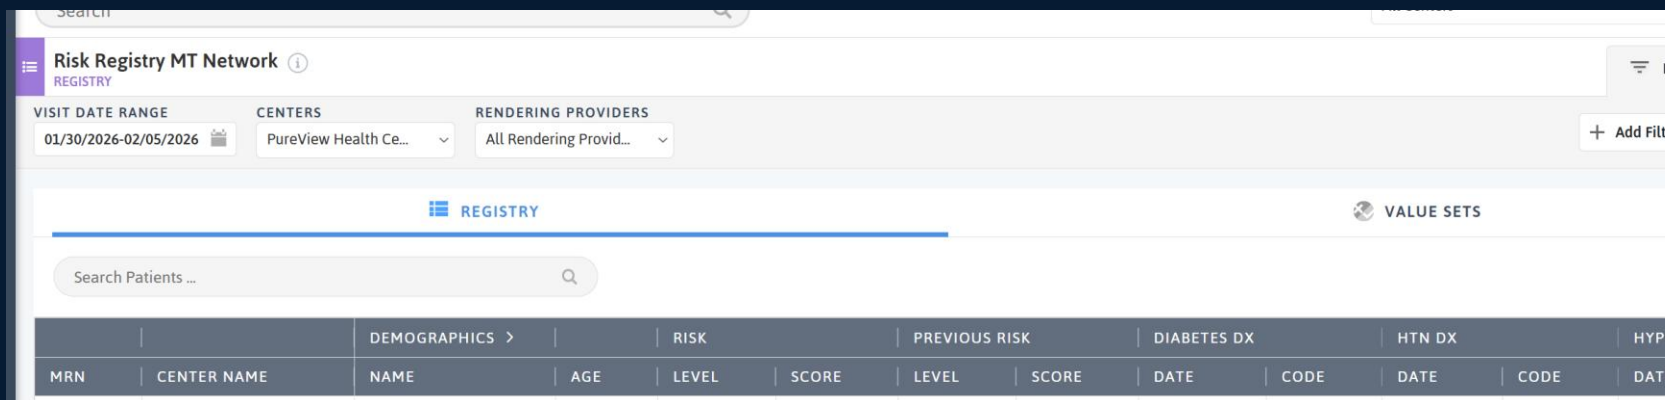 Search
Risk Registry MT Network
REGISTRY
VISIT DATE RANGE CENTERS RENDERING PROVIDERS
01/30/2026-02/05/2026 PureView Health Ce... All Rendering Provid...
+ Add Filt
REGISTRY VALUE SETS
Search Patients ...
DEMOGRAPHICS > RISK PREVIOUS RISK DIABETES DX HTN DX HYP
MRN CENTER NAME NAME AGE LEVEL SCORE LEVEL SCORE DATE CODE DATE CODE DAT